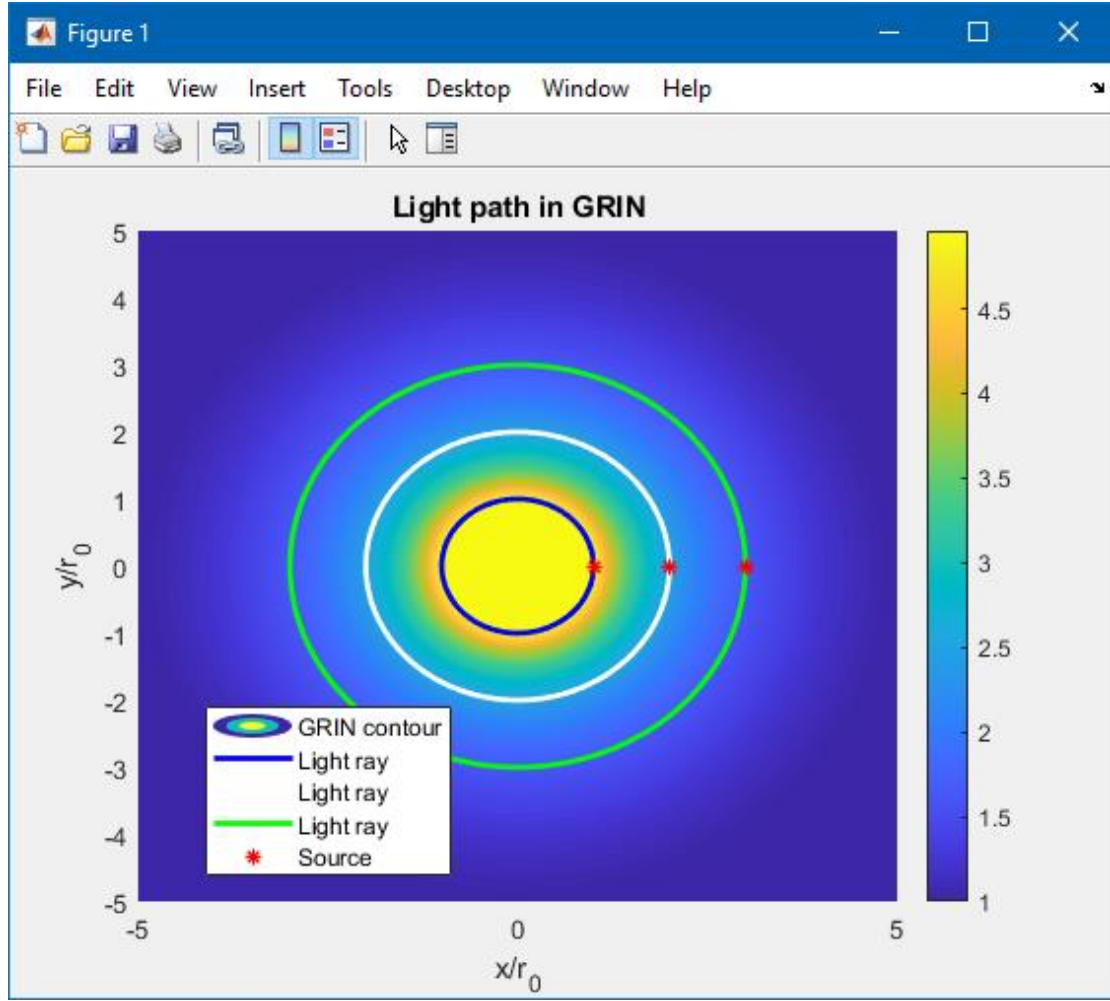 Figure 1
File Edit View Insert Tools Desktop Window Help
Light path in GRIN
5
4
3
2
1
0
-1
-2
-3
-4
-5
y/r0
-5 0 5
x/r0
GRIN contour
Light ray
Light ray
Light ray
Source
4.5
4
3.5
3
2.5
2
1.5
1